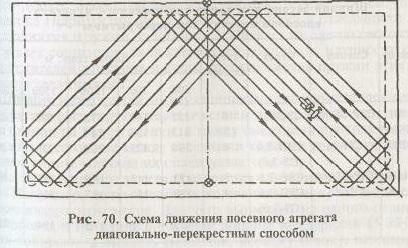 Рис. 70. Схема движения посевного агрегата
диагонально-перекрестным способом